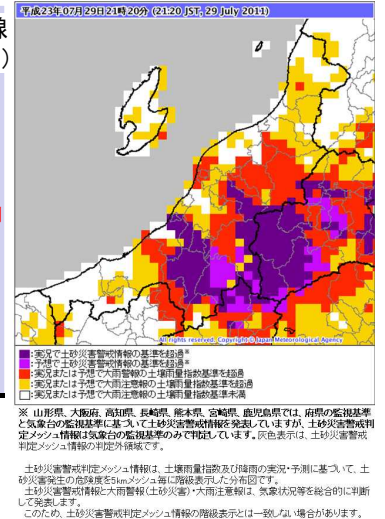 平成23年07月29日21時20分 (21:20 JST, 29 July 2011)
線
)
All rights reserved. Copyright © Japan Meteorological Agency
:実況で土砂災害警戒情報の基準を超過*
:予想で土砂災害警戒情報の基準を超過*
:実況または予想で大雨警報の土壌雨量指数基準を超過
:実況または予想で大雨注意報の土壌雨量指数基準を超過
:実況または予想で大雨注意報の土壌雨量指数基準未満
※ 山形県、大阪府、高知県、長崎県、熊本県、宮崎県、鹿児島県では、府県の監視基準
と気象台の監視基準に基づいて土砂災害警戒情報を発表していますが、土砂災害警戒判
定メッシュ情報は気象台の監視基準のみで判定しています。灰色表示は、土砂災害警戒
判定メッシュ情報の判定外領域です。
土砂災害警戒判定メッシュ情報は、土壌雨量指数及び降雨の実況・予測に基づいて、土
砂災害発生の危険度を5kmメッシュ毎に階級表示した分布図です。
土砂災害警戒情報と大雨警報(土砂災害)・大雨注意報は、気象状況等を総合的に判断
して発表します。
このため、土砂災害警戒判定メッシュ情報の階級表示とは一致しない場合があります。